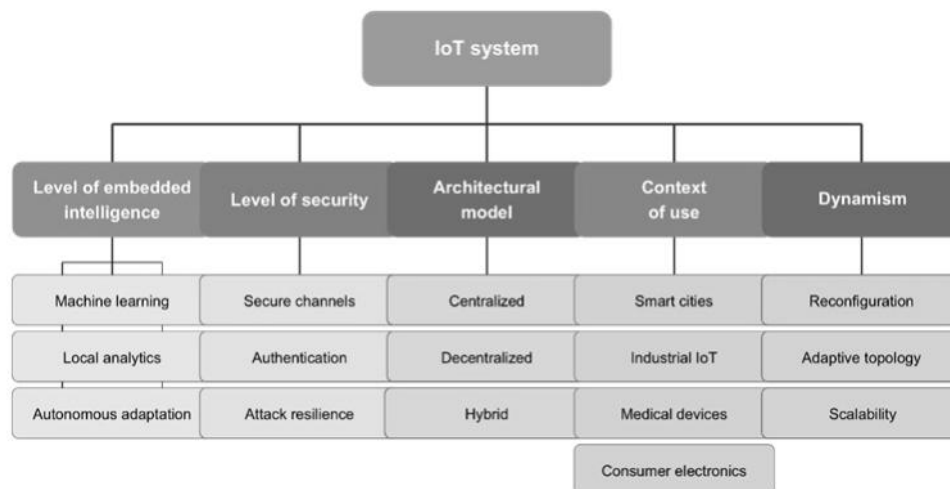 IoT system
Level of embedded
intelligence
Level of security
Architectural
model
Context
of use
Dynamism
Machine learning
Secure channels
Centralized
Smart cities
Reconfiguration
Local analytics
Authentication
Decentralized
Industrial IoT
Adaptive topology
Autonomous adaptation
Attack resilience
Hybrid
Medical devices
Scalability
Consumer electronics